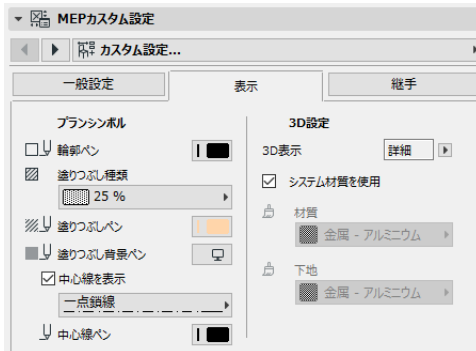 MEPカスタム設定
カスタム設定...
一般設定
表示
継手
プランシンボル
輪郭ペン
塗りつぶし種類
25 %
塗りつぶしペン
塗りつぶし背景ペン
中心線を表示
一点鎖線
中心線ペン
3D設定
3D表示
詳細
システム材質を使用
材質
金属 - アルミニウム
下地
金属 - アルミニウム